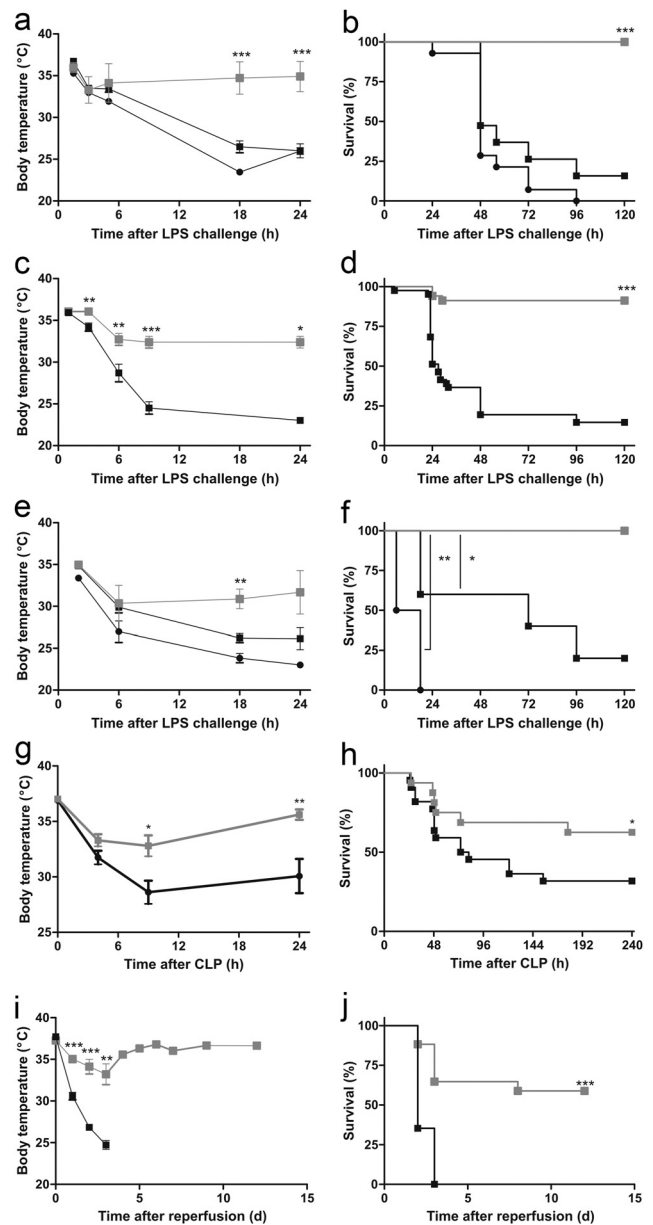 a
Body temperature (°C)
40
35
30
25
20
*** ***
0 6 12 18 24
Time after LPS challenge (h)
b
Survival (%)
100
75
50
25
0
***
0 24 48 72 96 120
Time after LPS challenge (h)
c
Body temperature (°C)
40
35
30
25
20
** ** *** *
0 6 12 18 24
Time after LPS challenge (h)
d
Survival (%)
100
75
50
25
0
***
0 24 48 72 96 120
Time after LPS challenge (h)
e
Body temperature (°C)
40
35
30
25
20
**
0 6 12 18 24
Time after LPS challenge (h)
f
Survival (%)
100
75
50
25
0
** *
0 24 48 72 96 120
Time after LPS challenge (h)
g
Body temperature (°C)
40
35
30
25
* **
0 6 12 18 24
Time after CLP (h)
h
Survival (%)
100
75
50
25
0
*
0 48 96 144 192 240
Time after CLP (h)
i
Body temperature (°C)
40
35
30
25
20
*** *** **
0 5 10 15
Time after reperfusion (d)
j
Survival (%)
100
75
50
25
0
***
0 5 10 15
Time after reperfusion (d)